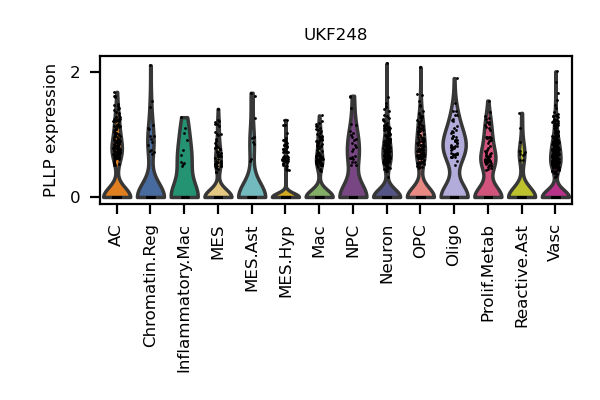 UKF248
PLLP expression
2
0
AC
Chromatin.Reg
Inflammatory.Mac
MES
MES.Ast
MES.Hyp
Mac
NPC
Neuron
OPC
Oligo
Prolif.Metab
Reactive.Ast
Vasc